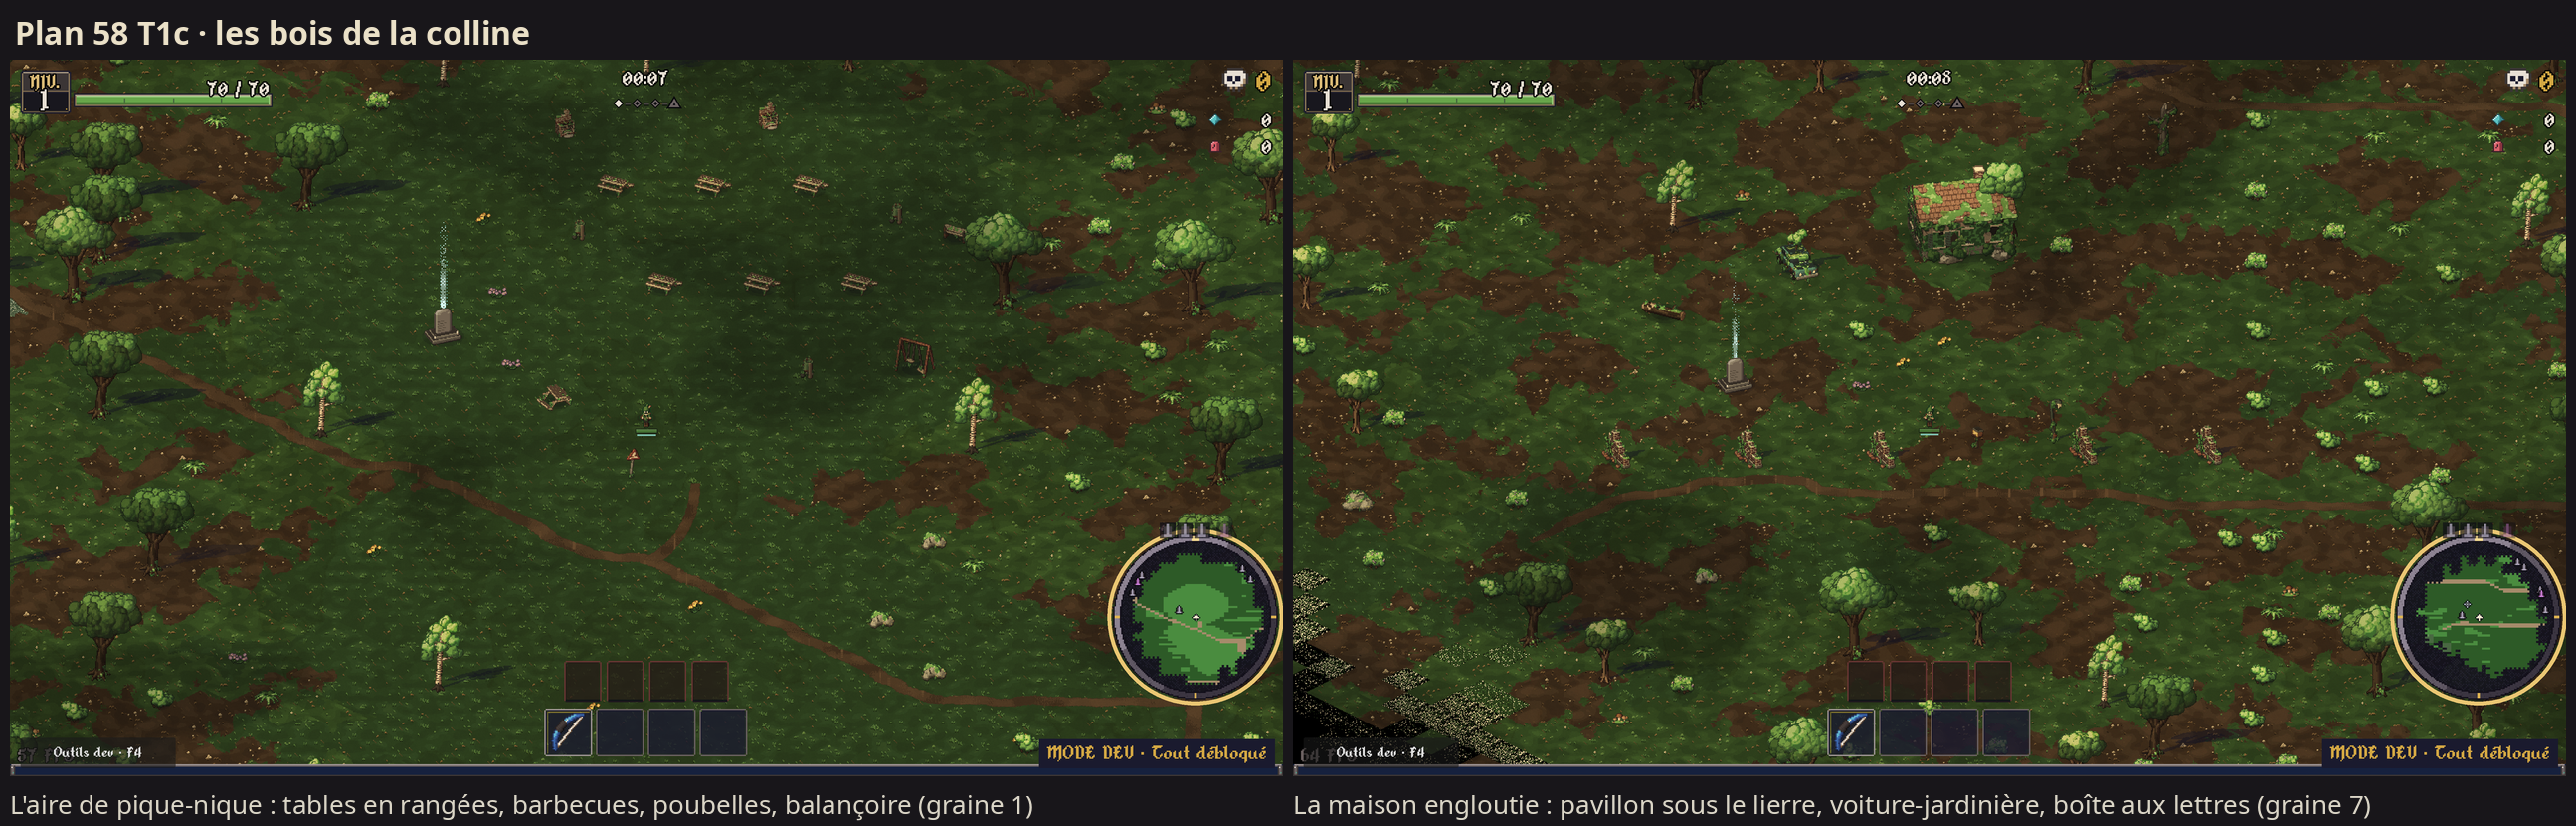 Plan 58 T1c · les bois de la colline
NIV.
1
70 / 70
00:07
0
0
0
Outils dev · F4
MODE DEV · Tout débloqué
NIV.
1
70 / 70
00:08
0
0
0
Outils dev · F4
MODE DEV · Tout débloqué
L'aire de pique-nique : tables en rangées, barbecues, poubelles, balançoire (graine 1)
La maison engloutie : pavillon sous le lierre, voiture-jardinière, boîte aux lettres (graine 7)